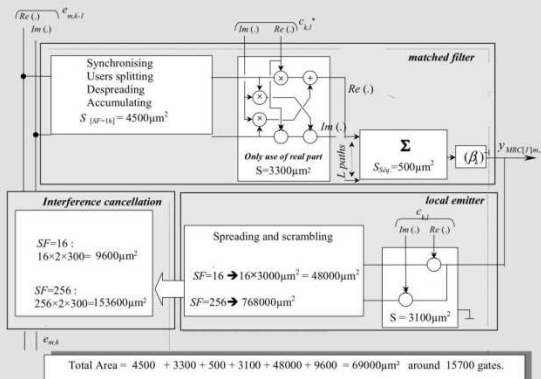 e m,k-1
Re (.)
Im (.)
matched filter
Synchronising
Users splitting
Despreading
Accumulating
S [SF=16] = 4500µm²
Im (.) Re (.) c k,l *
× × + × ×
Only use of real part
S=3300µm²
Re (.)
Im (.)
L paths
Σ
S Séq. =500µm²
Interference cancellation
SF=16 :
16×2×300= 9600µm²
SF=256 :
256×2×300=153600µm²
e m,k
local emitter
Spreading and scrambling
SF=16 ➔ 16×3000µm² = 48000µm²
SF=256➔ 768000µm²
c k,l
Im (.) Re (.)
S = 3100µm²
Total Area = 4500 + 3300 + 500 + 3100 + 48000 + 9600 = 69000µm² around 15700 gates.